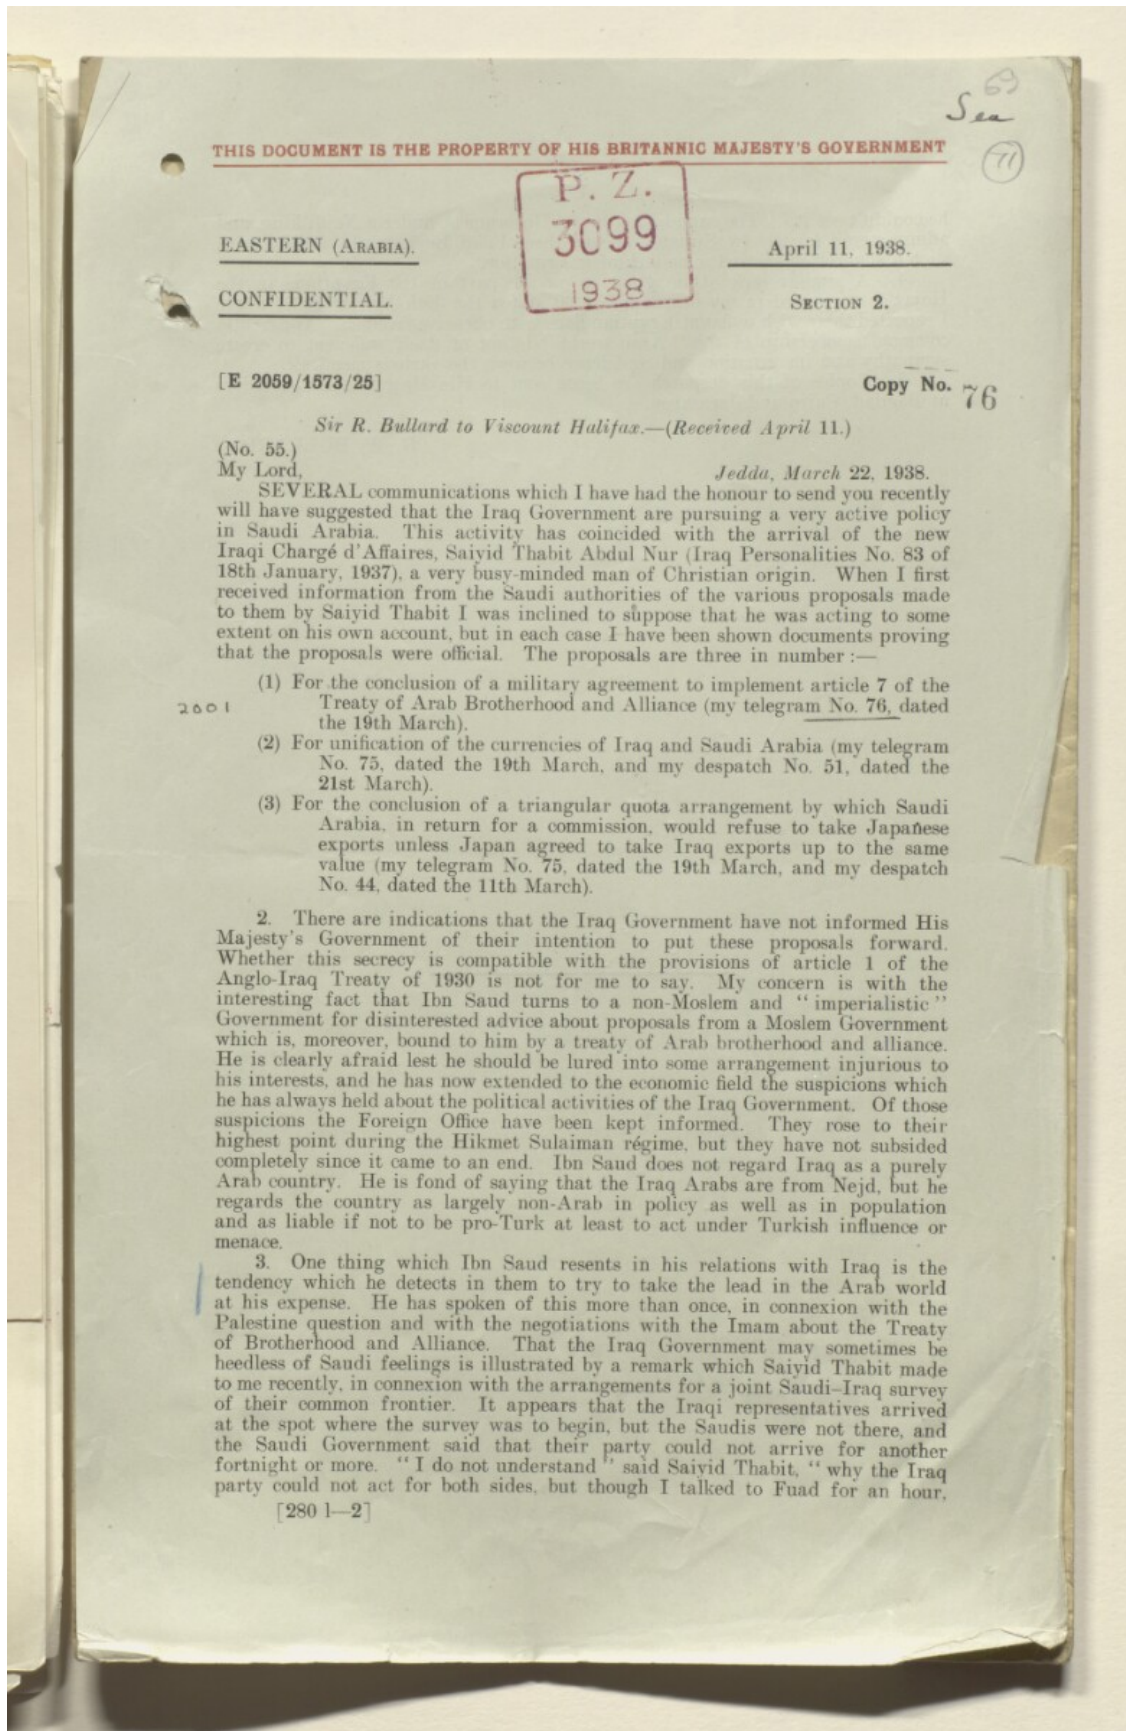 69
Sea
THIS DOCUMENT IS THE PROPERTY OF HIS BRITANNIC MAJESTY'S GOVERNMENT
71
P. Z.
3099
1938
EASTERN (ARABIA).
April 11, 1938.
CONFIDENTIAL.
SECTION 2.
[E 2059/1573/25]
Copy No. 76
Sir R. Bullard to Viscount Halifax.—(Received April 11.)
(No. 55.)
My Lord,
Jedda, March 22, 1938.
SEVERAL communications which I have had the honour to send you recently
will have suggested that the Iraq Government are pursuing a very active policy
in Saudi Arabia. This activity has coincided with the arrival of the new
Iraqi Chargé d'Affaires, Saiyid Thabit Abdul Nur (Iraq Personalities No. 83 of
18th January, 1937), a very busy-minded man of Christian origin. When I first
received information from the Saudi authorities of the various proposals made
to them by Saiyid Thabit I was inclined to suppose that he was acting to some
extent on his own account, but in each case I have been shown documents proving
that the proposals were official. The proposals are three in number :—
(1) For the conclusion of a military agreement to implement article 7 of the
2001 Treaty of Arab Brotherhood and Alliance (my telegram No. 76, dated
the 19th March).
(2) For unification of the currencies of Iraq and Saudi Arabia (my telegram
No. 75, dated the 19th March, and my despatch No. 51, dated the
21st March).
(3) For the conclusion of a triangular quota arrangement by which Saudi
Arabia, in return for a commission, would refuse to take Japanese
exports unless Japan agreed to take Iraq exports up to the same
value (my telegram No. 75, dated the 19th March, and my despatch
No. 44, dated the 11th March).
2. There are indications that the Iraq Government have not informed His
Majesty's Government of their intention to put these proposals forward.
Whether this secrecy is compatible with the provisions of article 1 of the
Anglo-Iraq Treaty of 1930 is not for me to say. My concern is with the
interesting fact that Ibn Saud turns to a non-Moslem and "imperialistic"
Government for disinterested advice about proposals from a Moslem Government
which is, moreover, bound to him by a treaty of Arab brotherhood and alliance.
He is clearly afraid lest he should be lured into some arrangement injurious to
his interests, and he has now extended to the economic field the suspicions which
he has always held about the political activities of the Iraq Government. Of those
suspicions the Foreign Office have been kept informed. They rose to their
highest point during the Hikmet Sulaiman régime, but they have not subsided
completely since it came to an end. Ibn Saud does not regard Iraq as a purely
Arab country. He is fond of saying that the Iraq Arabs are from Nejd, but he
regards the country as largely non-Arab in policy as well as in population
and as liable if not to be pro-Turk at least to act under Turkish influence or
menace.
3. One thing which Ibn Saud resents in his relations with Iraq is the
tendency which he detects in them to try to take the lead in the Arab world
at his expense. He has spoken of this more than once, in connexion with the
Palestine question and with the negotiations with the Imam about the Treaty
of Brotherhood and Alliance. That the Iraq Government may sometimes be
heedless of Saudi feelings is illustrated by a remark which Saiyid Thabit made
to me recently, in connexion with the arrangements for a joint Saudi-Iraq survey
of their common frontier. It appears that the Iraqi representatives arrived
at the spot where the survey was to begin, but the Saudis were not there, and
the Saudi Government said that their party could not arrive for another
fortnight or more. "I do not understand" said Saiyid Thabit, "why the Iraq
party could not act for both sides, but though I talked to Fuad for an hour,
[280 l—2]